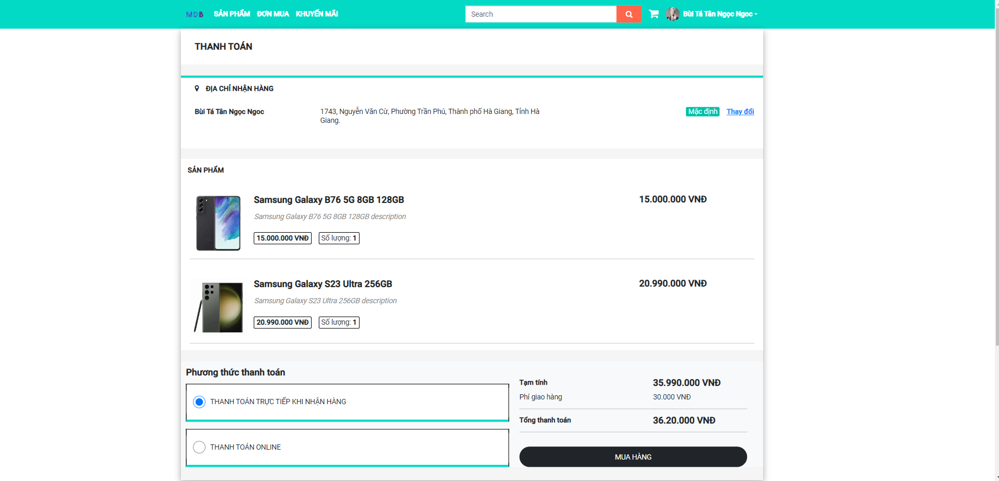 MDB SẢN PHẨM ĐƠN MUA KHUYẾN MÃI Search Bùi Tá Tân Ngọc Ngoc
THANH TOÁN
ĐỊA CHỈ NHẬN HÀNG
Bùi Tá Tân Ngọc Ngoc
1743, Nguyễn Văn Cừ, Phường Trần Phú, Thành phố Hà Giang, Tỉnh Hà
Giang.
Mặc định Thay đổi
SẢN PHẨM
Samsung Galaxy B76 5G 8GB 128GB 15.000.000 VNĐ
Samsung Galaxy B76 5G 8GB 128GB description
15.000.000 VNĐ Số lượng: 1
Samsung Galaxy S23 Ultra 256GB 20.990.000 VNĐ
Samsung Galaxy S23 Ultra 256GB description
20.990.000 VNĐ Số lượng: 1
Phương thức thanh toán
THANH TOÁN TRỰC TIẾP KHI NHẬN HÀNG
THANH TOÁN ONLINE
Tạm tính 35.990.000 VNĐ
Phí giao hàng 30.000 VNĐ
Tổng thanh toán 36.20.000 VNĐ
MUA HÀNG